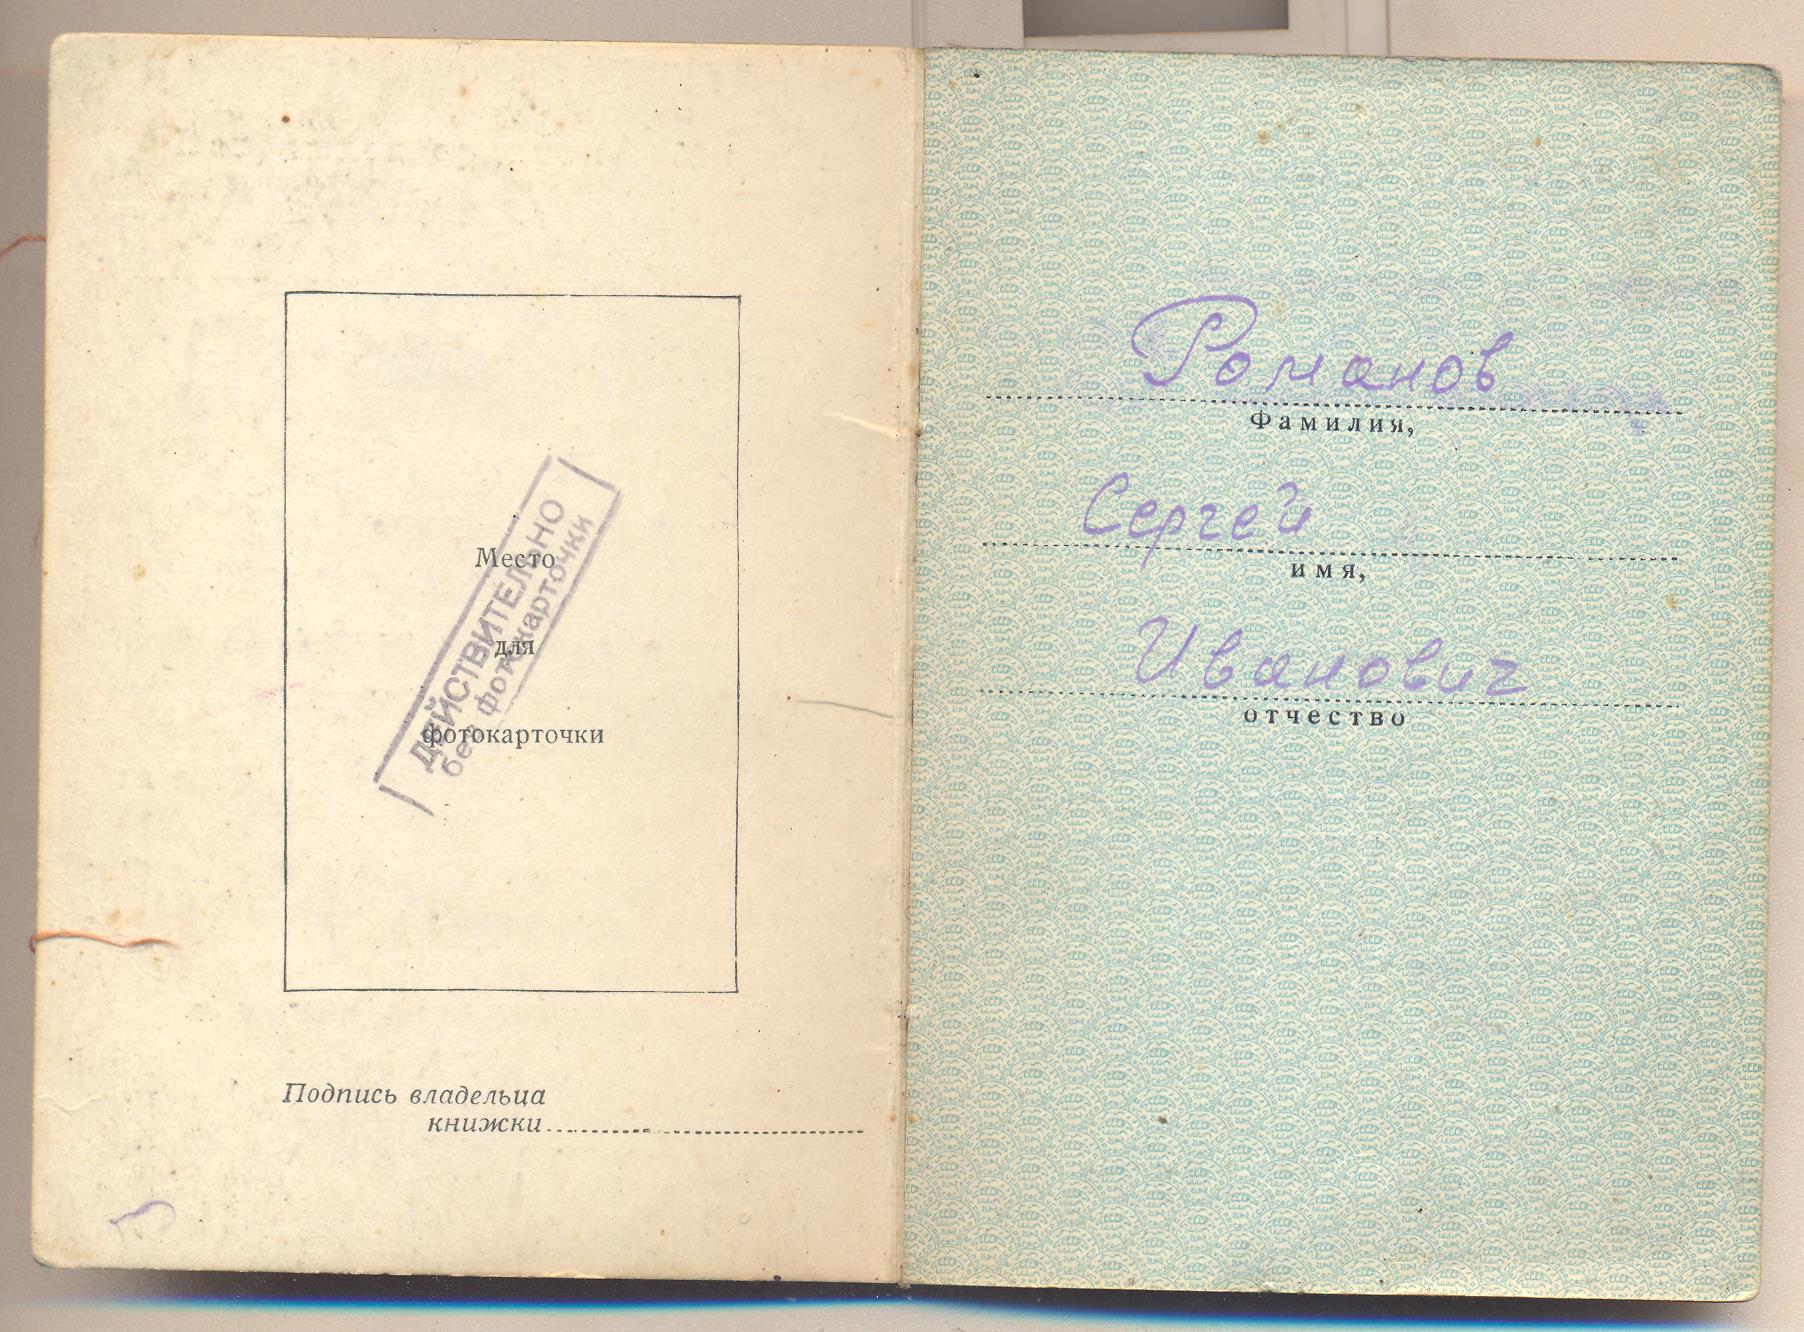 Место
для
фотокарточки
ДЕЙСТВИТЕЛЬНО
без фотокарточки
Подпись владельца
книжки
Романов
Фамилия,
Сергей
имя,
Иванович
отчество